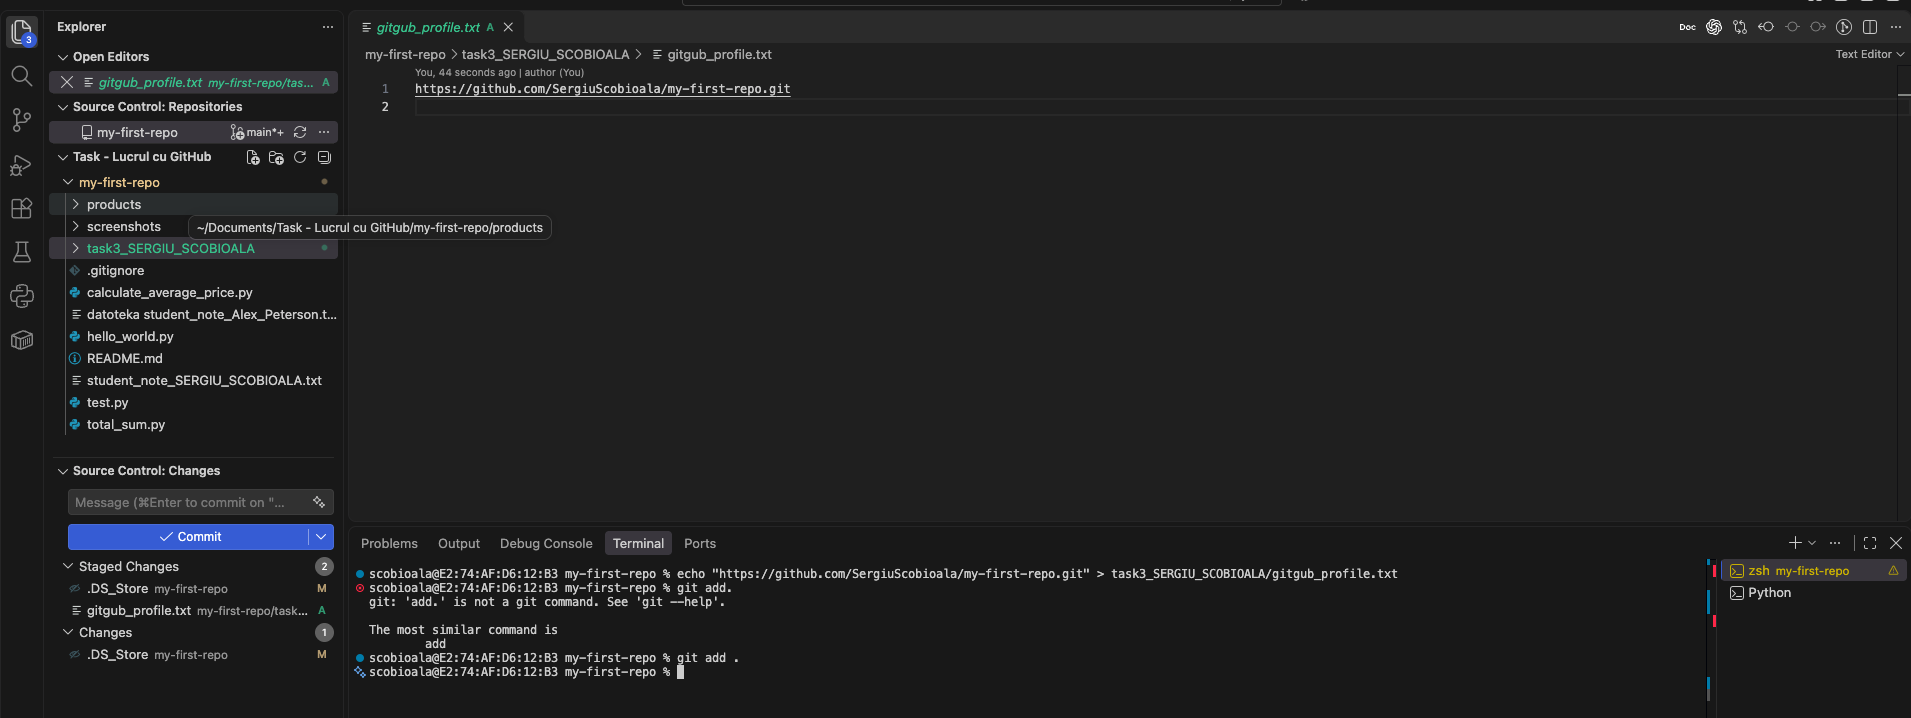 Explorer
3
Open Editors
gitgub_profile.txt my-first-repo/tas... A
Source Control: Repositories
my-first-repo main*+
Task - Lucrul cu GitHub
my-first-repo
products
screenshots
~/Documents/Task - Lucrul cu GitHub/my-first-repo/products
task3_SERGIU_SCOBIOALA
.gitignore
calculate_average_price.py
datoteka student_note_Alex_Peterson.t...
hello_world.py
README.md
student_note_SERGIU_SCOBIOALA.txt
test.py
total_sum.py
Source Control: Changes
Message (⌘Enter to commit on "...
Commit
Staged Changes 2
.DS_Store my-first-repo M
gitgub_profile.txt my-first-repo/task... A
Changes 1
.DS_Store my-first-repo M
gitgub_profile.txt A
Doc
my-first-repo > task3_SERGIU_SCOBIOALA > gitgub_profile.txt
Text Editor
You, 44 seconds ago | author (You)
1 https://github.com/SergiuScobioala/my-first-repo.git
2
Problems Output Debug Console Terminal Ports
scobioala@E2:74:AF:D6:12:B3 my-first-repo % echo "https://github.com/SergiuScobioala/my-first-repo.git" > task3_SERGIU_SCOBIOALA/gitgub_profile.txt
scobioala@E2:74:AF:D6:12:B3 my-first-repo % git add.
git: 'add.' is not a git command. See 'git --help'.
The most similar command is
add
scobioala@E2:74:AF:D6:12:B3 my-first-repo % git add .
scobioala@E2:74:AF:D6:12:B3 my-first-repo %
zsh my-first-repo
Python